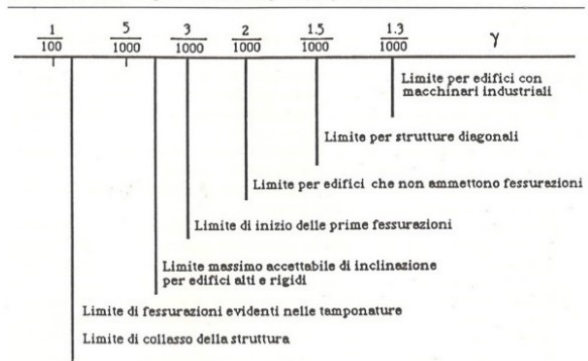 1/100 5/1000 3/1000 2/1000 1.5/1000 1.3/1000 γ
Limite per edifici con
macchinari industriali
Limite per strutture diagonali
Limite per edifici che non ammettono fessurazioni
Limite di inizio delle prime fessurazioni
Limite massimo accettabile di inclinazione
per edifici alti e rigidi
Limite di fessurazioni evidenti nelle tamponature
Limite di collasso della struttura